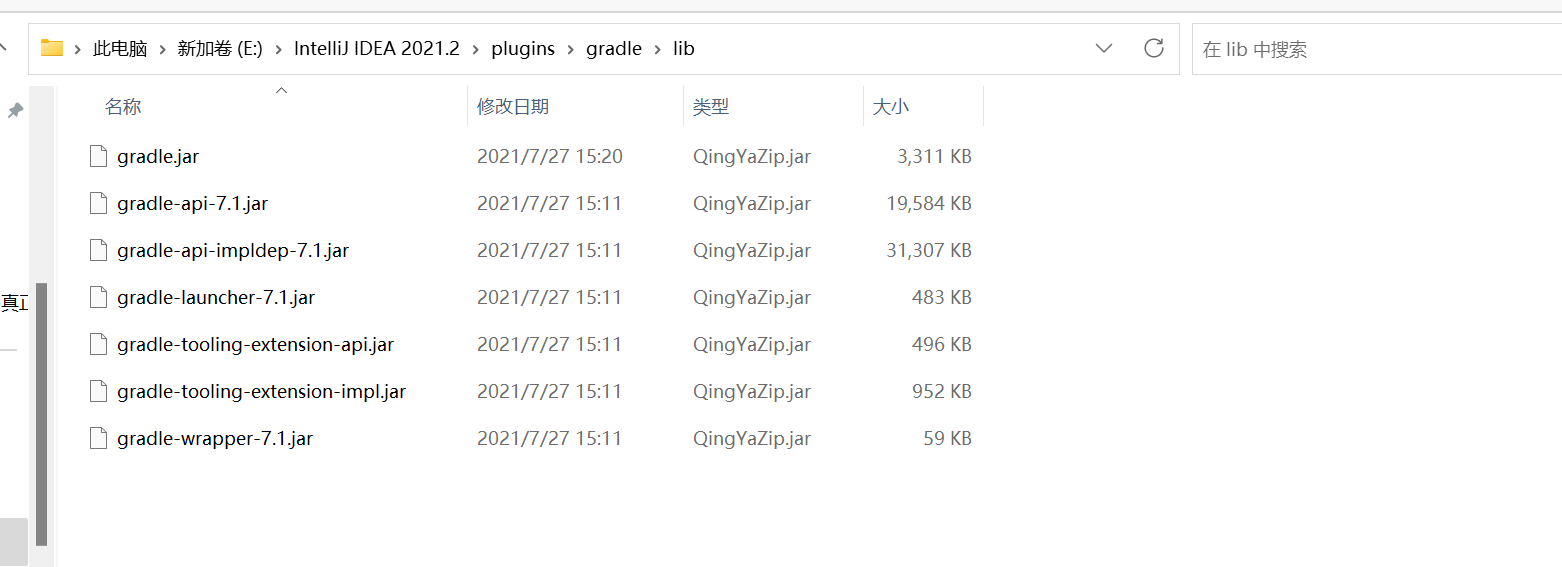 此电脑 > 新加卷 (E:) > IntelliJ IDEA 2021.2 > plugins > gradle > lib
在 lib 中搜索
名称 修改日期 类型 大小
gradle.jar 2021/7/27 15:20 QingYaZip.jar 3,311 KB
gradle-api-7.1.jar 2021/7/27 15:11 QingYaZip.jar 19,584 KB
gradle-api-impldep-7.1.jar 2021/7/27 15:11 QingYaZip.jar 31,307 KB
gradle-launcher-7.1.jar 2021/7/27 15:11 QingYaZip.jar 483 KB
真正
gradle-tooling-extension-api.jar 2021/7/27 15:11 QingYaZip.jar 496 KB
gradle-tooling-extension-impl.jar 2021/7/27 15:11 QingYaZip.jar 952 KB
gradle-wrapper-7.1.jar 2021/7/27 15:11 QingYaZip.jar 59 KB